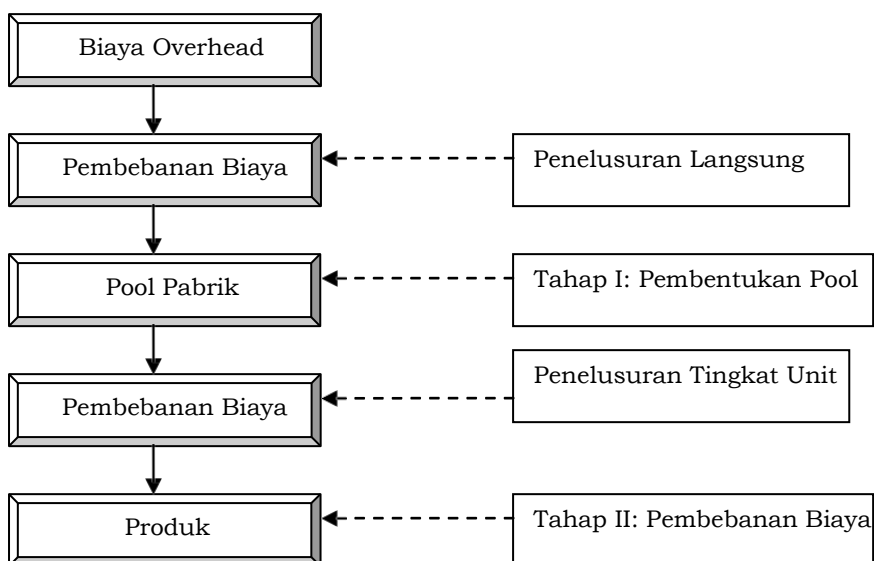 Biaya Overhead
Pembebanan Biaya
Penelusuran Langsung
Pool Pabrik
Tahap I: Pembentukan Pool
Pembebanan Biaya
Penelusuran Tingkat Unit
Produk
Tahap II: Pembebanan Biaya